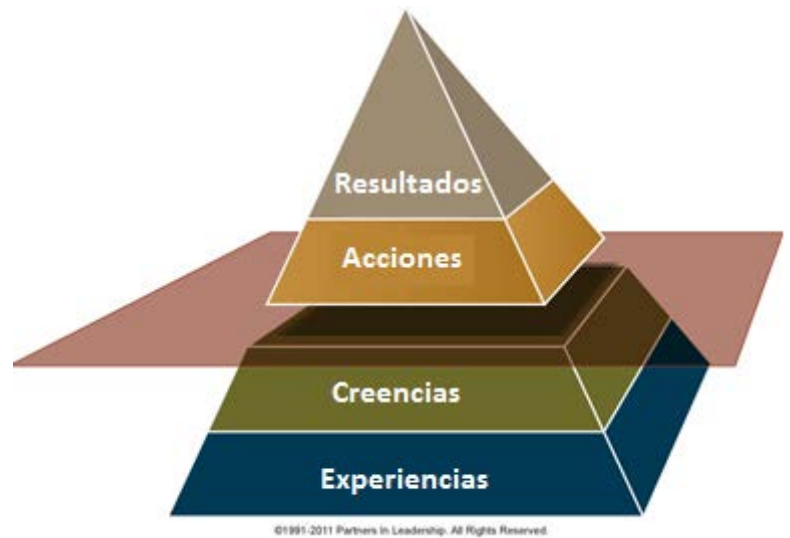 Resultados
Acciones
Creencias
Experiencias
©1991-2011 Partners In Leadership. All Rights Reserved.